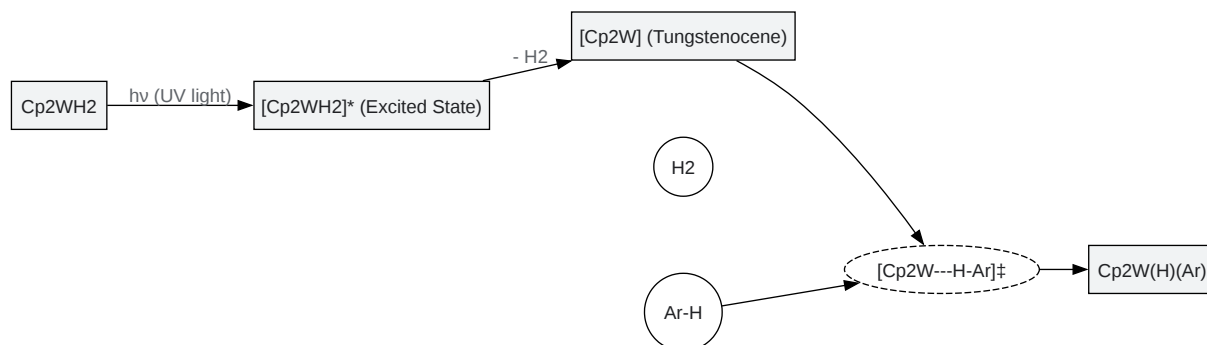 [Cp2W] (Tungstenocene)
- H2
Cp2WH2
hν (UV light)
[Cp2WH2]* (Excited State)
H2
[Cp2W---H-Ar]‡
Cp2W(H)(Ar)
Ar-H